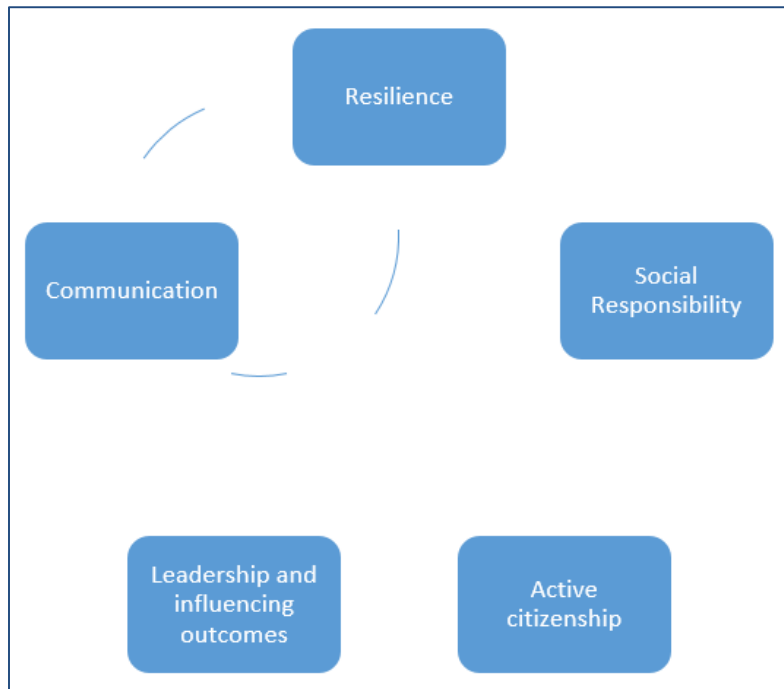 Resilience
Communication
Social
Responsibility
Leadership and
influencing
outcomes
Active
citizenship